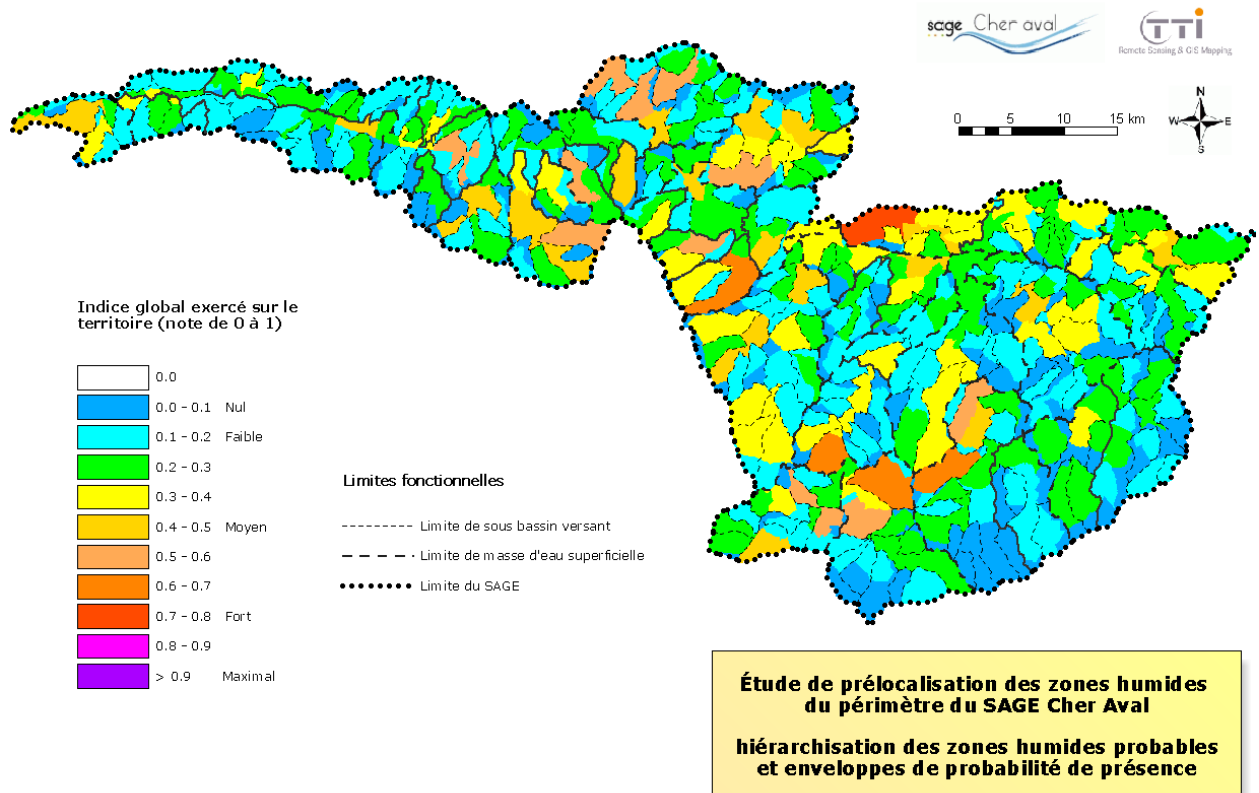 sage Cher aval
TTI
Remote Sensing & GIS Mapping
N
W E
S
0 5 10 15 km
Indice global exercé sur le
territoire (note de 0 à 1)
0.0
0.0 - 0.1 Nul
0.1 - 0.2 Faible
0.2 - 0.3
0.3 - 0.4
0.4 - 0.5 Moyen
0.5 - 0.6
0.6 - 0.7
0.7 - 0.8 Fort
0.8 - 0.9
> 0.9 Maximal
Limites fonctionnelles
Limite de sous bassin versant
Limite de masse d'eau superficielle
Limite du SAGE
Étude de prélocalisation des zones humides
du périmètre du SAGE Cher Aval
hiérarchisation des zones humides probables
et enveloppes de probabilité de présence